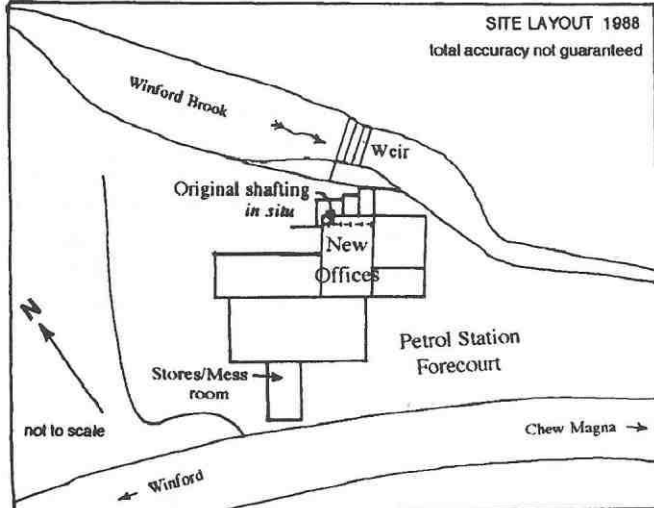 SITE LAYOUT 1988
total accuracy not guaranteed
Winford Brook
Weir
Original shafting
in situ
New
Offices
N
Petrol Station
Forecourt
Stores/Mess
room
not to scale
Chew Magna
Winford